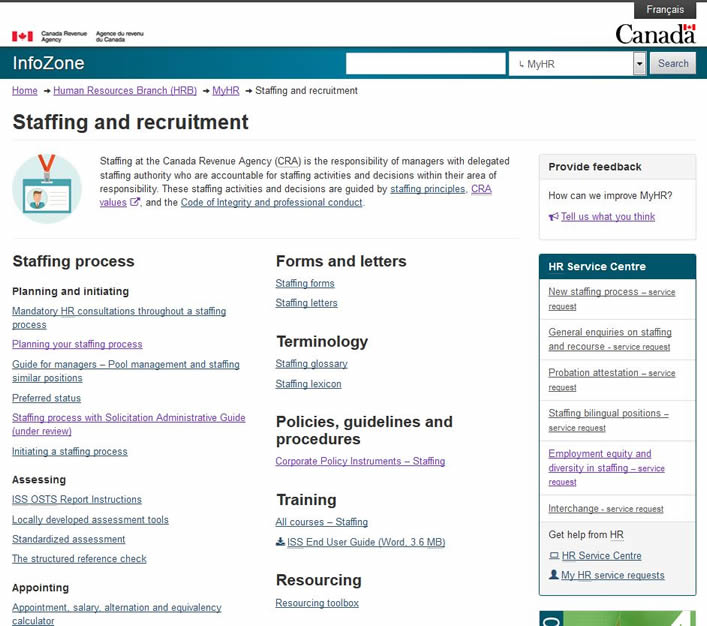 Français
Canada Revenue Agence du revenu
Agency du Canada
Canada
InfoZone
↳ MyHR
Search
Home ➔ Human Resources Branch (HRB) ➔ MyHR ➔ Staffing and recruitment
Staffing and recruitment
Staffing at the Canada Revenue Agency (CRA) is the responsibility of managers with delegated
staffing authority who are accountable for staffing activities and decisions within their area of
responsibility. These staffing activities and decisions are guided by staffing principles, CRA
values, and the Code of Integrity and professional conduct.
Staffing process
Planning and initiating
Mandatory HR consultations throughout a staffing
process
Planning your staffing process
Guide for managers – Pool management and staffing
similar positions
Preferred status
Staffing process with Solicitation Administrative Guide
(under review)
Initiating a staffing process
Assessing
ISS OSTS Report Instructions
Locally developed assessment tools
Standardized assessment
The structured reference check
Appointing
Appointment, salary, alternation and equivalency
calculator
Forms and letters
Staffing forms
Staffing letters
Terminology
Staffing glossary
Staffing lexicon
Policies, guidelines and
procedures
Corporate Policy Instruments – Staffing
Training
All courses – Staffing
ISS End User Guide (Word, 3.6 MB)
Resourcing
Resourcing toolbox
Provide feedback
How can we improve MyHR?
Tell us what you think
HR Service Centre
New staffing process – service
request
General enquiries on staffing
and recourse - service request
Probation attestation – service
request
Staffing bilingual positions –
service request
Employment equity and
diversity in staffing – service
request
Interchange - service request
Get help from HR
HR Service Centre
My HR service requests